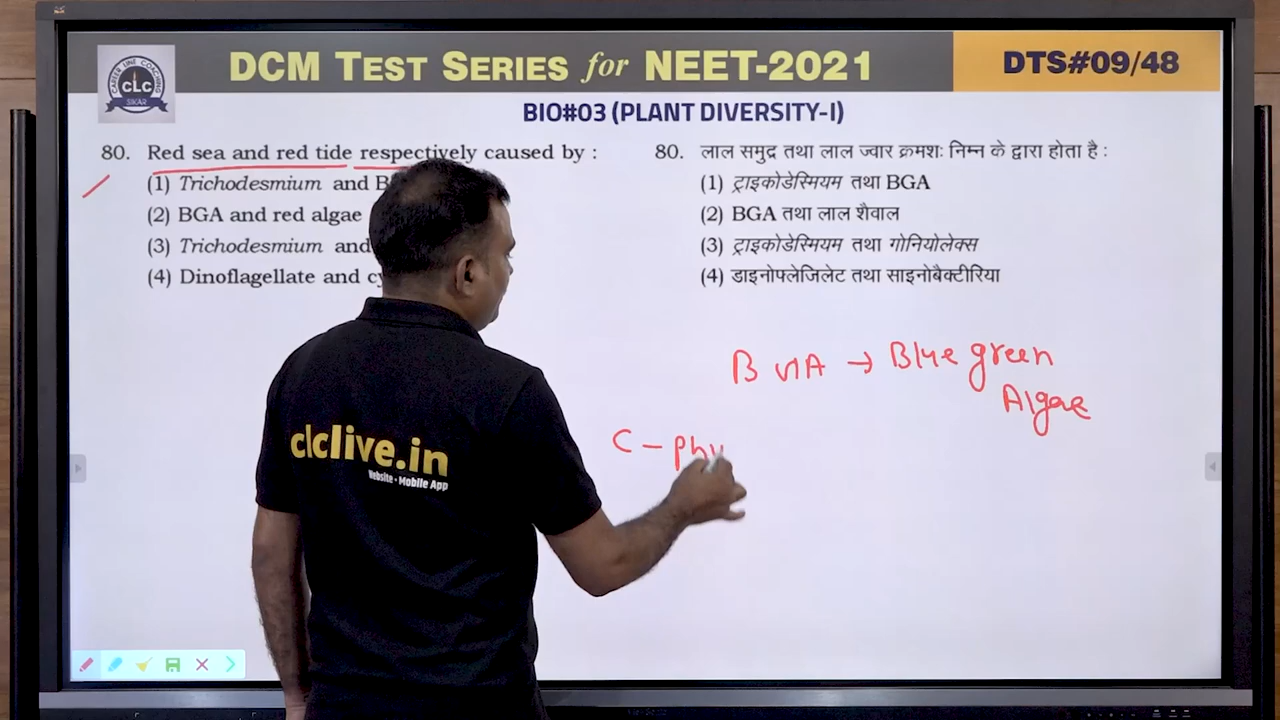 DCM TEST SERIES for NEET-2021
DTS#09/48
CAREER LINE COACHING
CLC
SIKAR
BIO#03 (PLANT DIVERSITY-I)
80. Red sea and red tide respectively caused by :
(1) Trichodesmium and B
(2) BGA and red algae
(3) Trichodesmium and
(4) Dinoflagellate and cy
80. लाल समुद्र तथा लाल ज्वार क्रमशः निम्न के द्वारा होता है :
(1) ट्राइकोडेस्मियम तथा BGA
(2) BGA तथा लाल शैवाल
(3) ट्राइकोडेस्मियम तथा गोनियोलेक्स
(4) डाइनोफ्लेजिलेट तथा साइनोबैक्टीरिया
BGA → Blue green
Algae
C - phy
clclive.in
Website • Mobile App